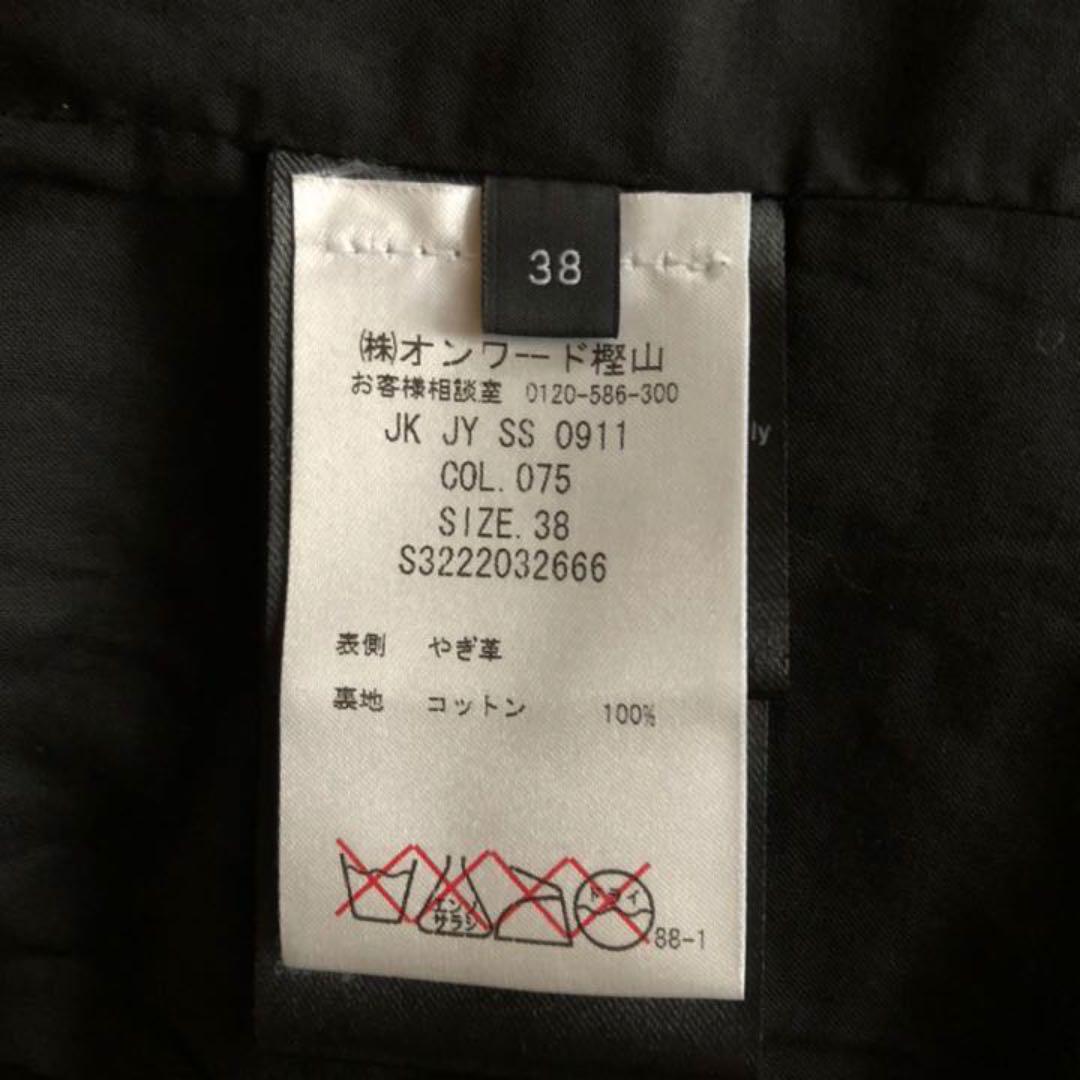 38
㈱オンワード樫山
お客様相談室 0120-586-300
JK JY SS 0911
COL.075
SIZE.38
S3222032666
表側 やぎ革
裏地 コットン 100%
エンソサラシ
ドライ
88-1
ly